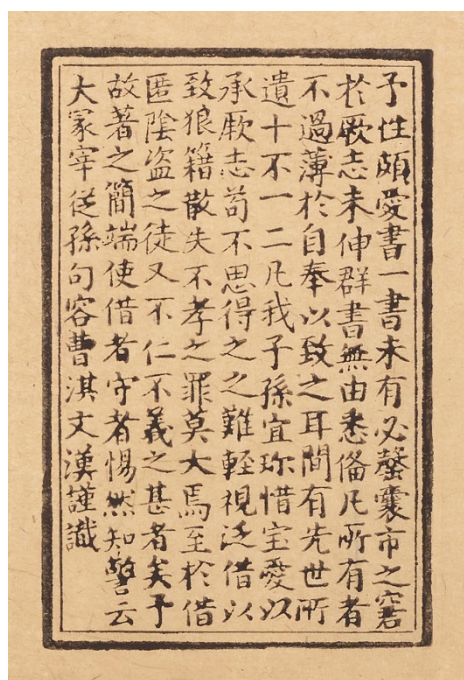 予性頗愛書一書未有必罄囊市之窘
於厥志未伸群書無由悉備凡所有者
不過薄於自奉以致之耳間有先世所
遺十不一二凡我子孫宜珎惜宝愛以
承厥志苟不思得之之難輕視泛借以
致狼籍散失不孝之罪莫大焉至於借
匿陰盗之徒又不仁不義之甚者矣予
故著之簡端使借者守者惕然知警云
大冡宰從孫句容曹淇文漢謹識